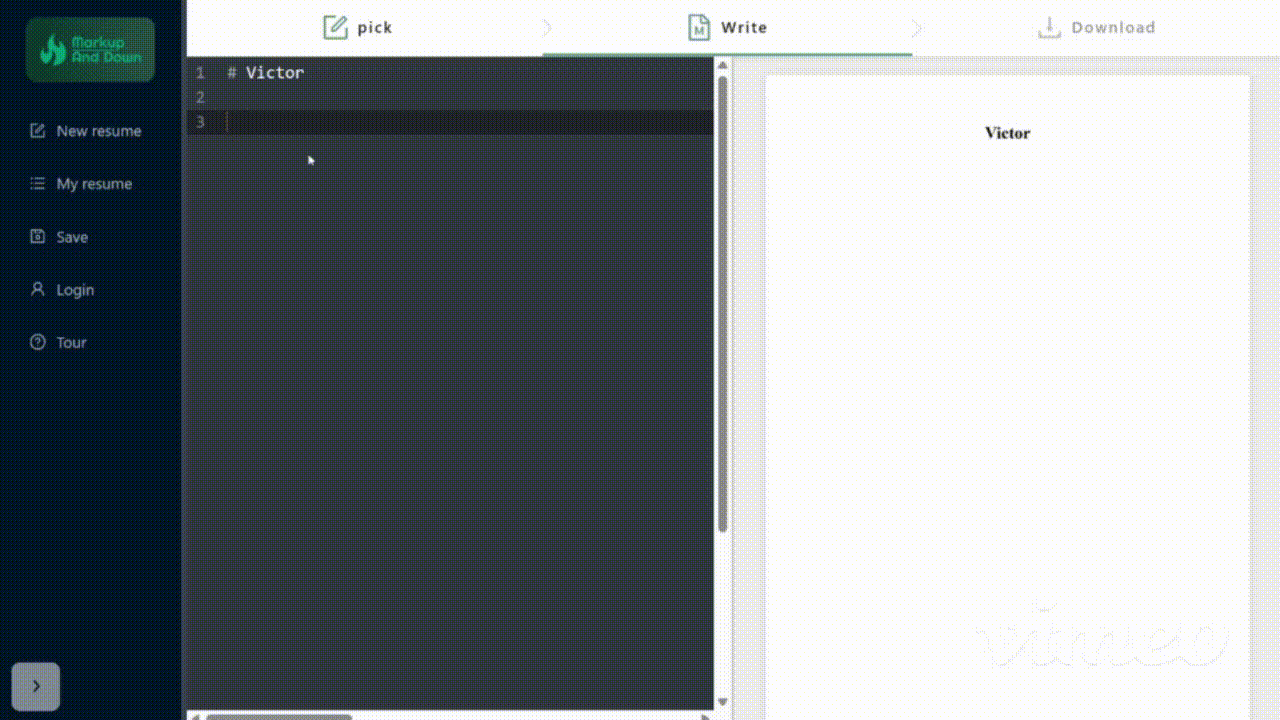 Markup
And Down
New resume
My resume
Save
Login
Tour
pick
Write
Download
1 # Victor
2
3
Victor
vimeo